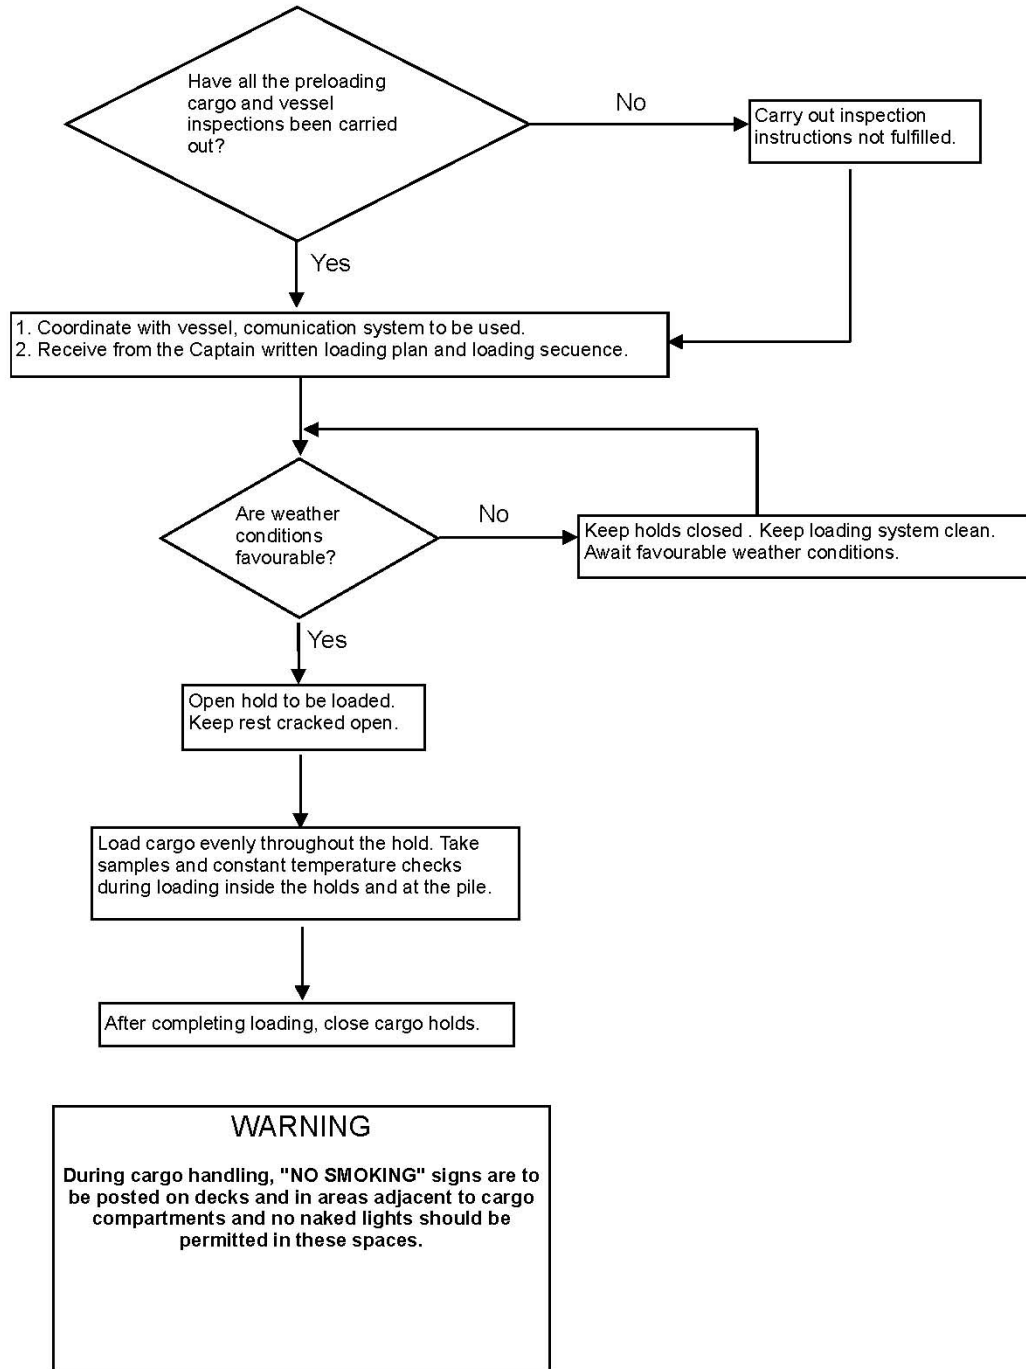 Have all the preloading
cargo and vessel
inspections been carried
out?
No
Carry out inspection
instructions not fulfilled.
Yes
1. Coordinate with vessel, comunication system to be used.
2. Receive from the Captain written loading plan and loading secuence.
Are weather
conditions
favourable?
No
Keep holds closed . Keep loading system clean.
Await favourable weather conditions.
Yes
Open hold to be loaded.
Keep rest cracked open.
Load cargo evenly throughout the hold. Take
samples and constant temperature checks
during loading inside the holds and at the pile.
After completing loading, close cargo holds.
WARNING
During cargo handling, "NO SMOKING" signs are to
be posted on decks and in areas adjacent to cargo
compartments and no naked lights should be
permitted in these spaces.